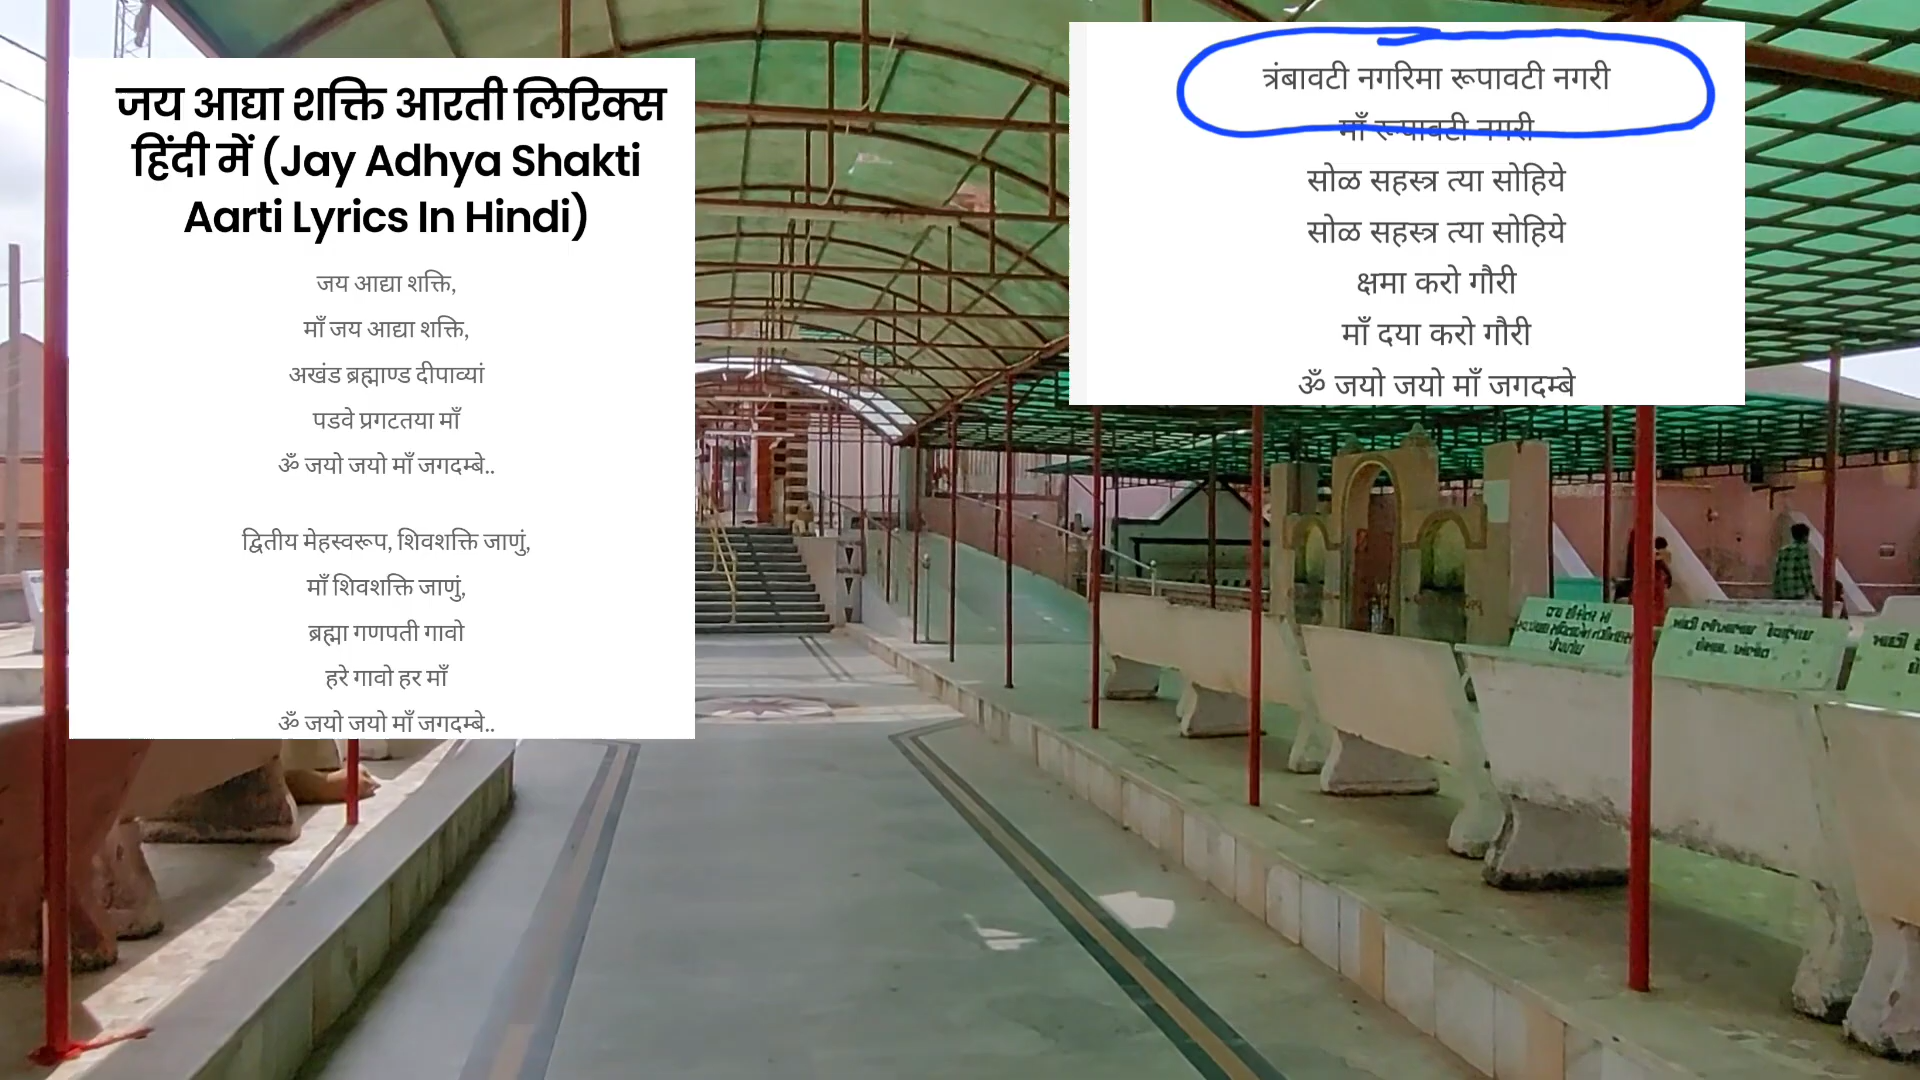 जय आद्या शक्ति आरती लिरिक्स
हिंदी में (Jay Adhya Shakti
Aarti Lyrics In Hindi)
जय आद्या शक्ति,
माँ जय आद्या शक्ति,
अखंड ब्रह्माण्ड दीपाव्यां
पडवे प्रगटतया माँ
ॐ जयो जयो माँ जगदम्बे..
द्वितीय मेहस्वरूप, शिवशक्ति जाणुं,
माँ शिवशक्ति जाणुं,
ब्रह्मा गणपती गावो
हरे गावो हर माँ
ॐ जयो जयो माँ जगदम्बे..
त्रंबावटी नगरिमा रूपावटी नगरी
माँ रूपावटी नगरी
सोळ सहस्त्र त्या सोहिये
सोळ सहस्त्र त्या सोहिये
क्षमा करो गौरी
माँ दया करो गौरी
ॐ जयो जयो माँ जगदम्बे